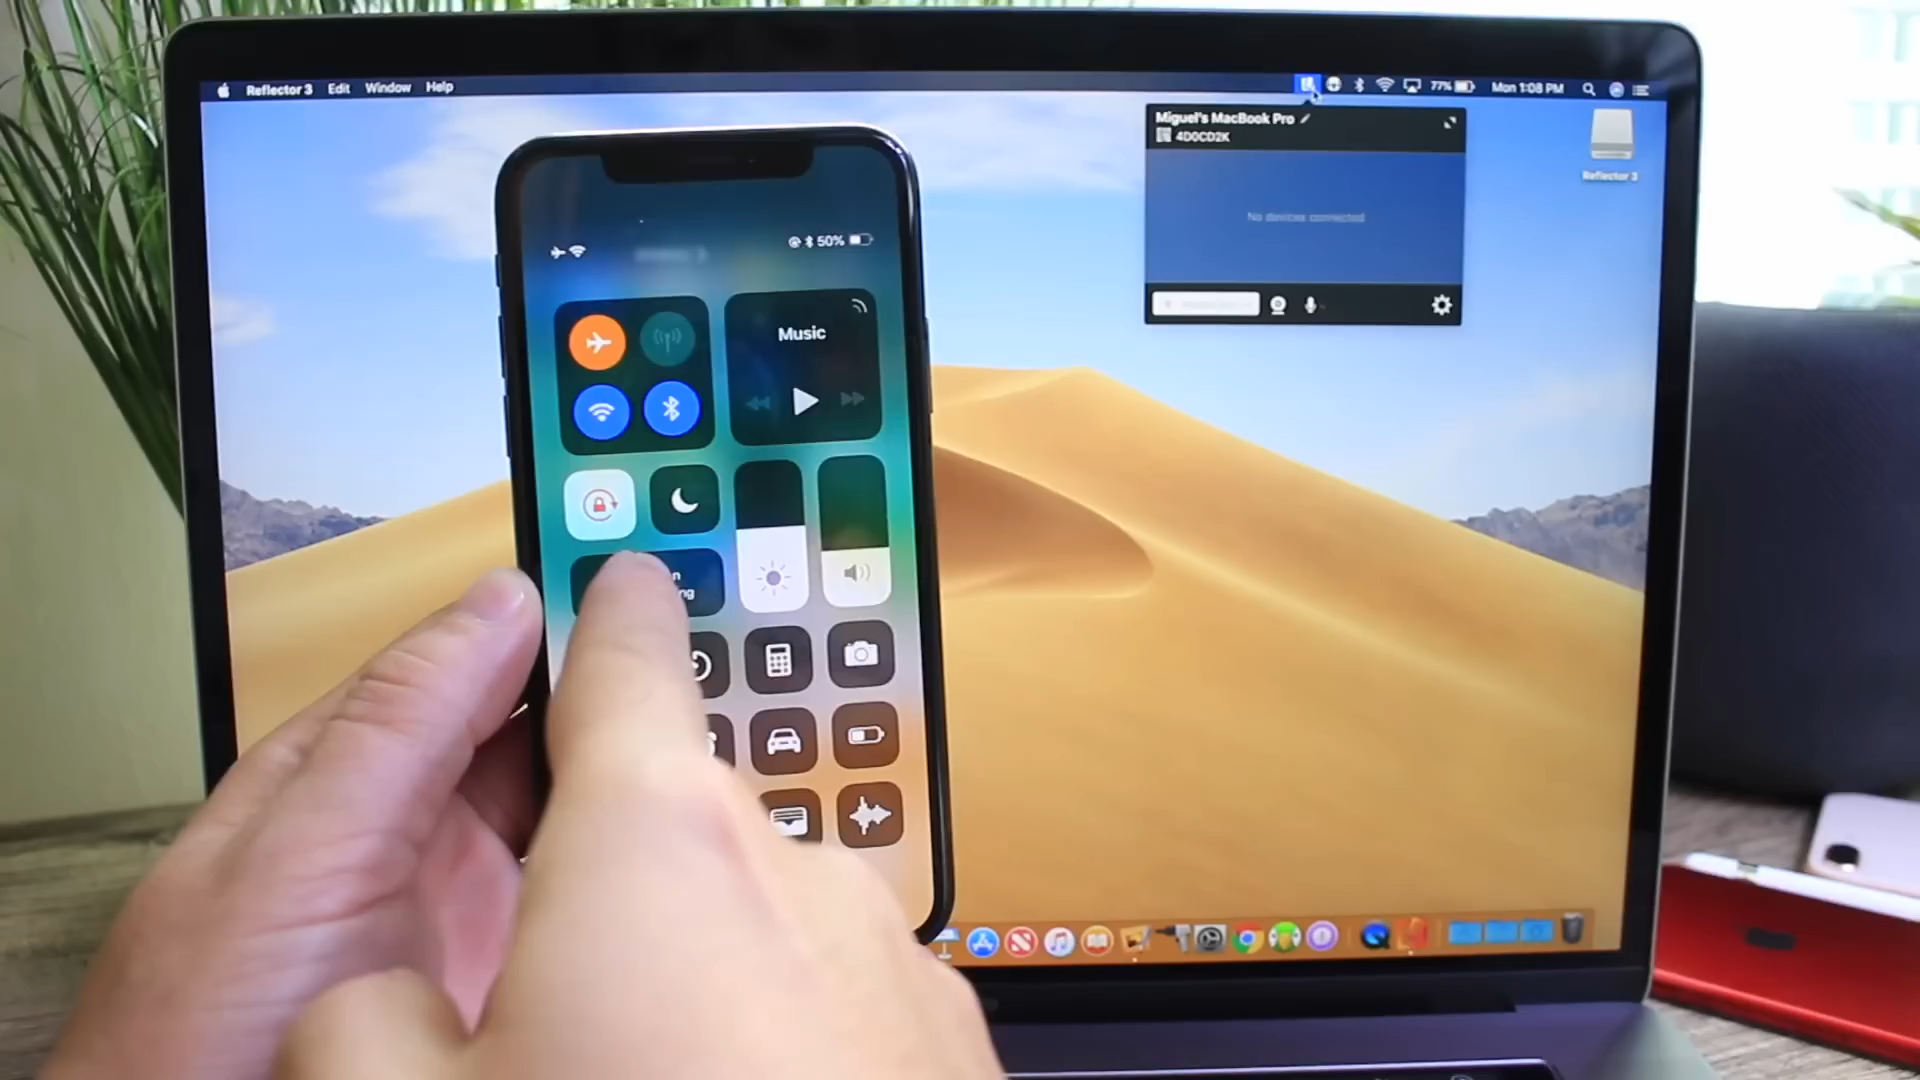 Reflector 3 Edit Window Help
77% Mon 1:08 PM
Miguel's MacBook Pro
4D0CD2K
No devices connected
Reflector 3
50%
Music
n
ng